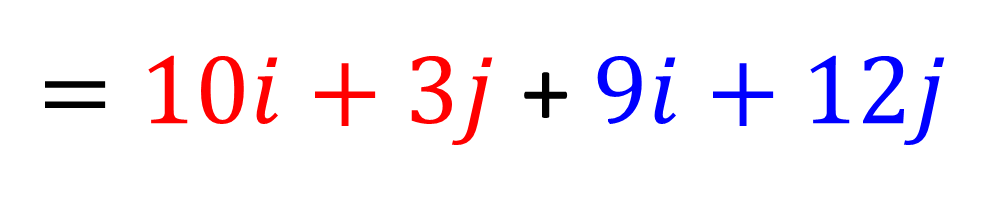 = 10i + 3j + 9i + 12j